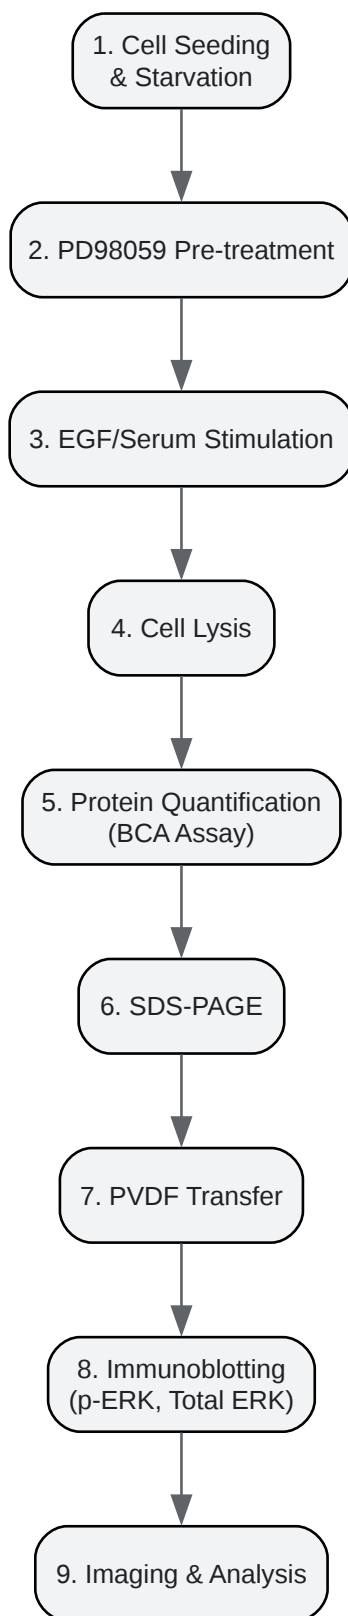 1. Cell Seeding
& Starvation
2. PD98059 Pre-treatment
3. EGF/Serum Stimulation
4. Cell Lysis
5. Protein Quantification
(BCA Assay)
6. SDS-PAGE
7. PVDF Transfer
8. Immunoblotting
(p-ERK, Total ERK)
9. Imaging & Analysis